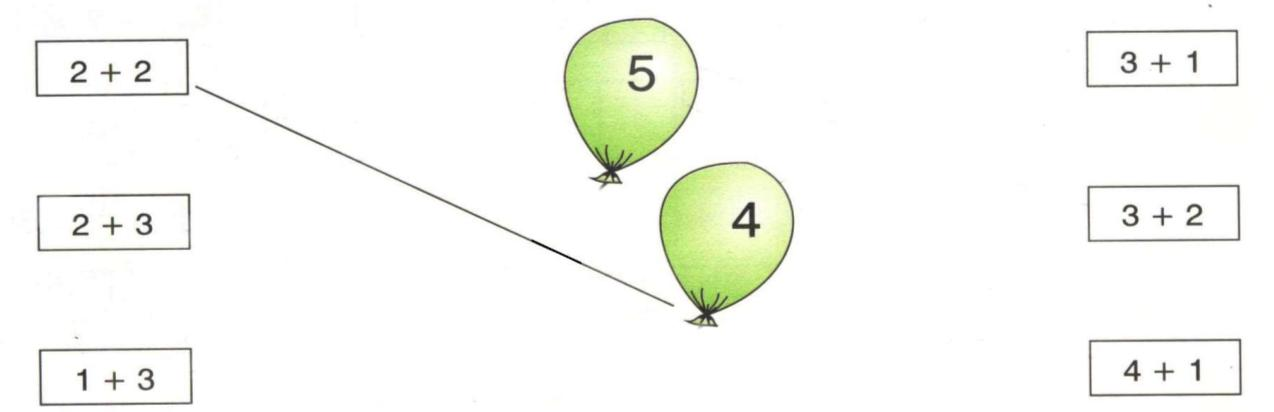 2 + 2
5
3 + 1
2 + 3
4
3 + 2
1 + 3
4 + 1